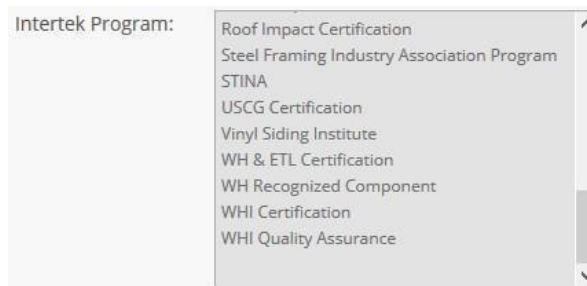 Intertek Program:
Roof Impact Certification
Steel Framing Industry Association Program
STINA
USCG Certification
Vinyl Siding Institute
WH & ETL Certification
WH Recognized Component
WHI Certification
WHI Quality Assurance